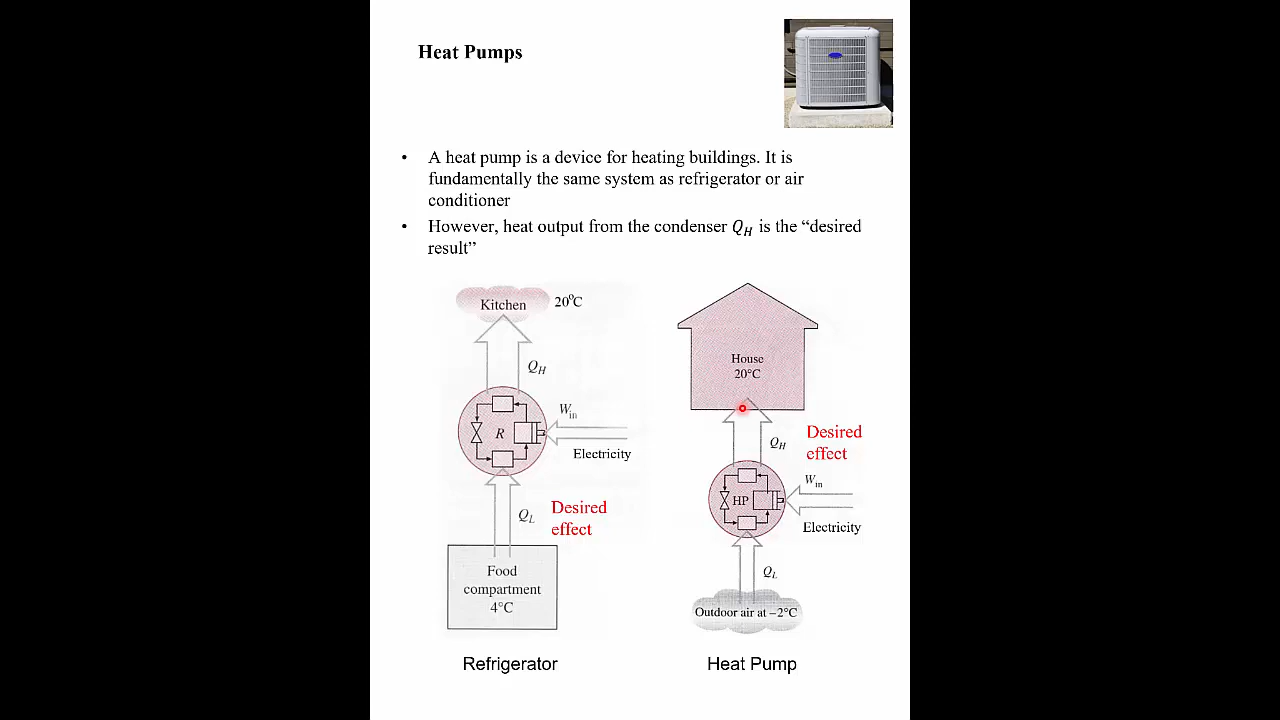 Heat Pumps
• A heat pump is a device for heating buildings. It is
fundamentally the same system as refrigerator or air
conditioner
• However, heat output from the condenser Q_H is the “desired
result”
Kitchen
20⁰C
Q_H
W_in
R
Electricity
Q_L
Desired
effect
Food
compartment
4°C
Refrigerator
House
20°C
Q_H
Desired
effect
W_in
HP
Electricity
Q_L
Outdoor air at −2°C
Heat Pump